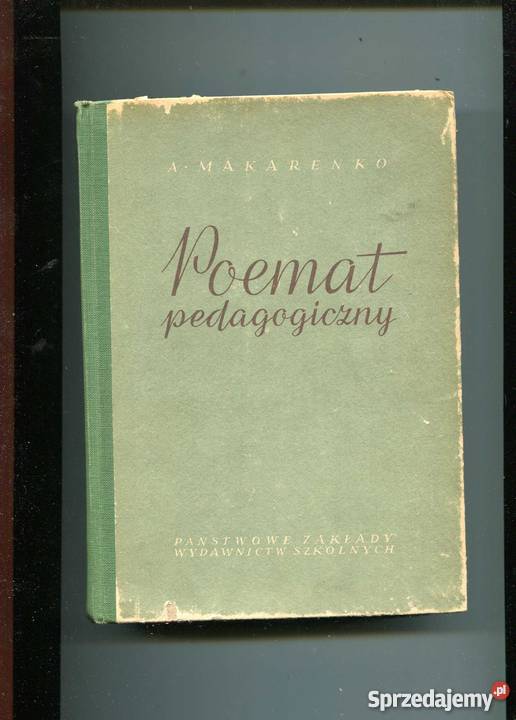 A · MAKARENKO
Poemat
pedagogiczny
PAŃSTWOWE ZAKŁADY
WYDAWNICTW SZKOLNYCH
Sprzedajemy.pl